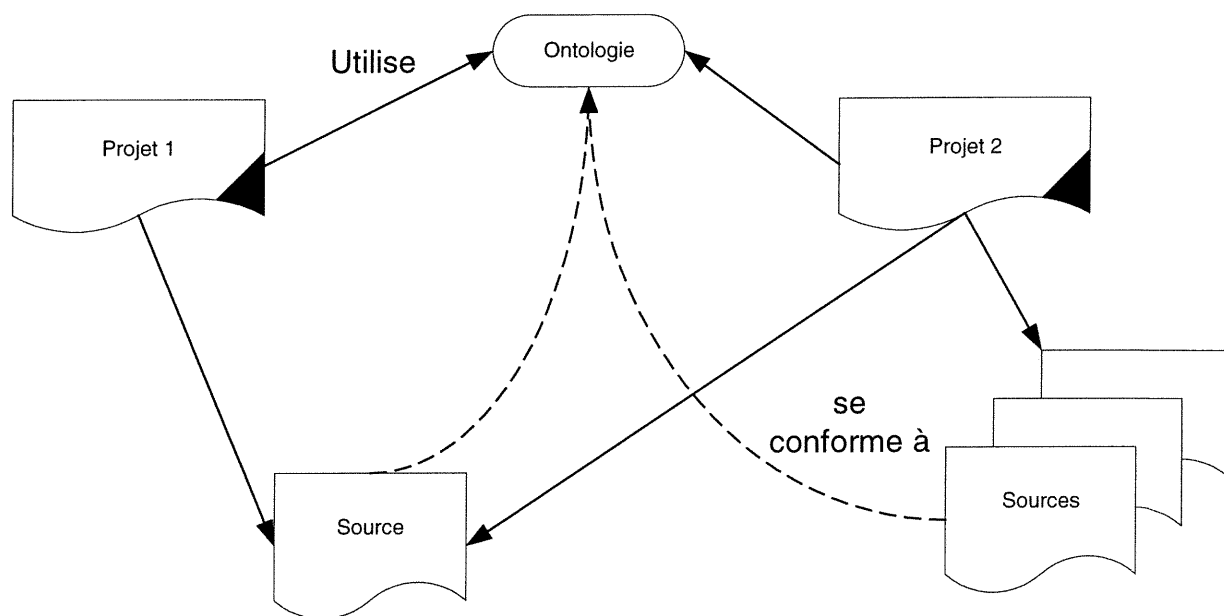 Ontologie
Utilise
Projet 1
Projet 2
se
conforme à
Source
Sources